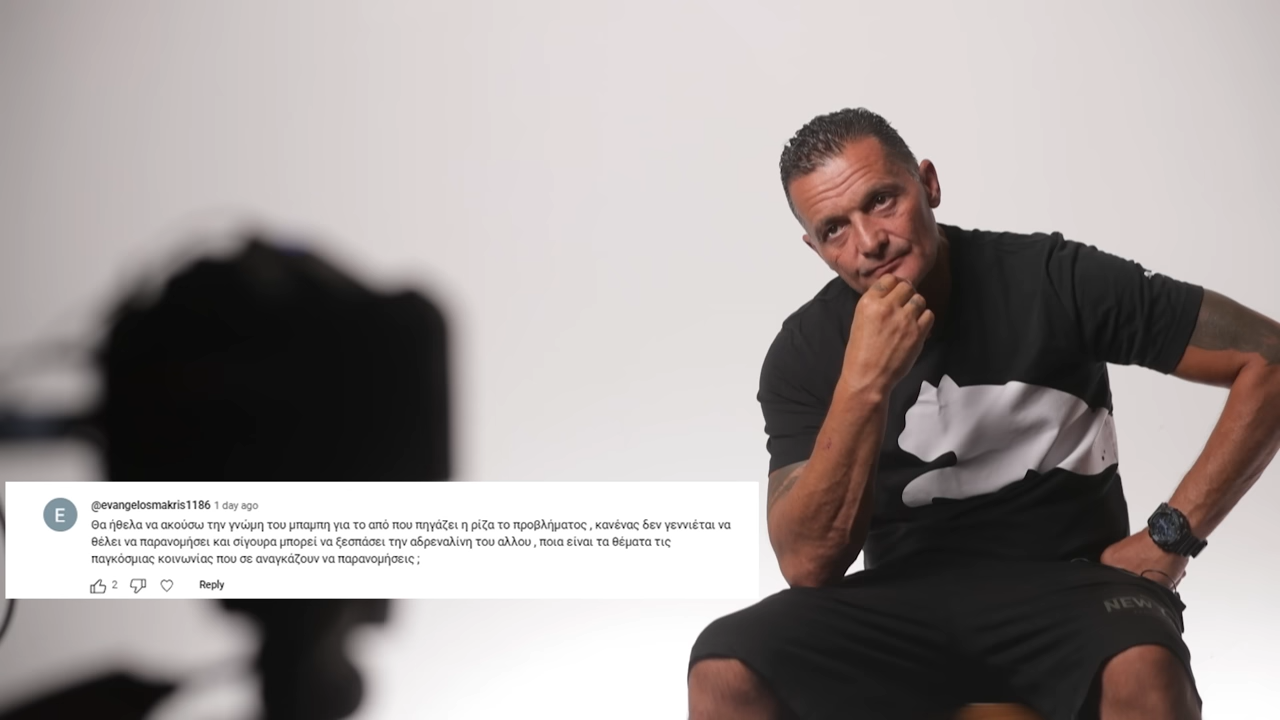 E
@evangelosmakris1186 1 day ago
Θα ήθελα να ακούσω την γνώμη του μπαμπη για το από που πηγάζει η ρίζα το προβλήματος , κανένας δεν γεννιέται να
θέλει να παρανομήσει και σίγουρα μπορεί να ξεσπάσει την αδρεναλίνη του αλλου , ποια είναι τα θέματα τις
παγκόσμιας κοινωνίας που σε αναγκάζουν να παρανομήσεις ;
2 Reply
NEW